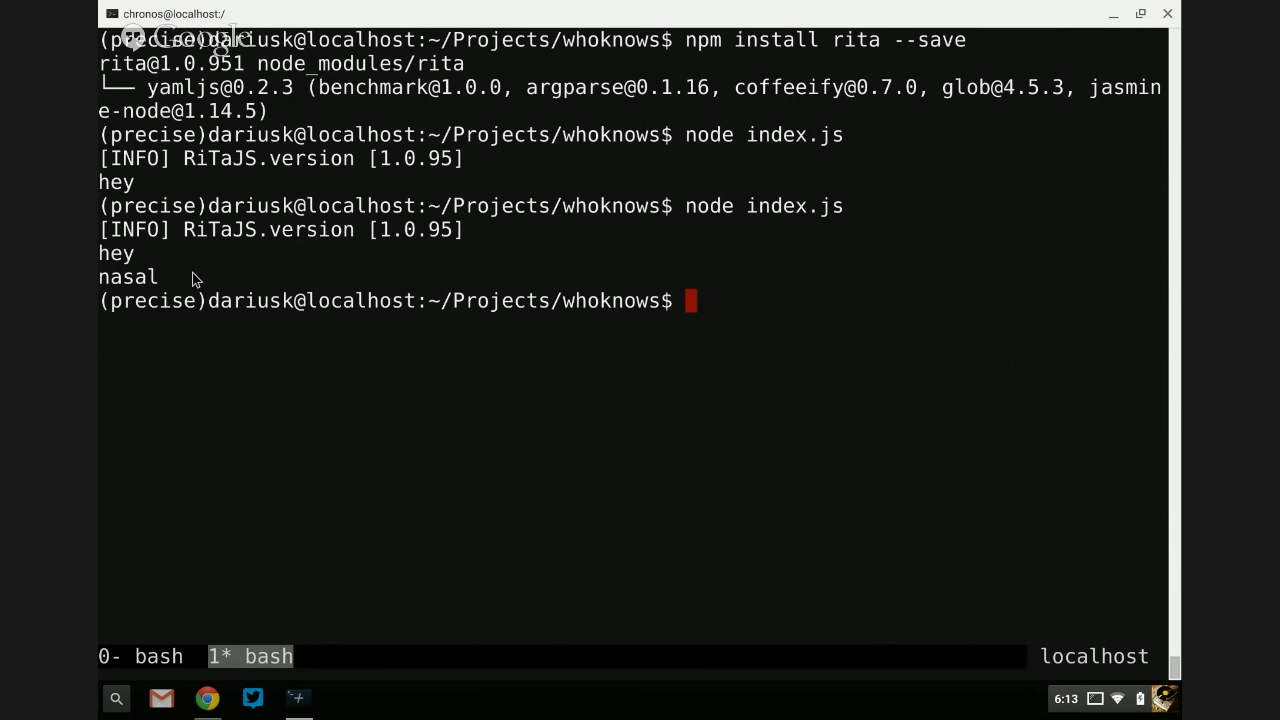 chronos@localhost:/
Google
(precise)dariusk@localhost:~/Projects/whoknows$ npm install rita --save
rita@1.0.951 node_modules/rita
└── yamljs@0.2.3 (benchmark@1.0.0, argparse@0.1.16, coffeeify@0.7.0, glob@4.5.3, jasmin
e-node@1.14.5)
(precise)dariusk@localhost:~/Projects/whoknows$ node index.js
[INFO] RiTaJS.version [1.0.95]
hey
(precise)dariusk@localhost:~/Projects/whoknows$ node index.js
[INFO] RiTaJS.version [1.0.95]
hey
nasal
(precise)dariusk@localhost:~/Projects/whoknows$
0- bash 1* bash localhost
6:13